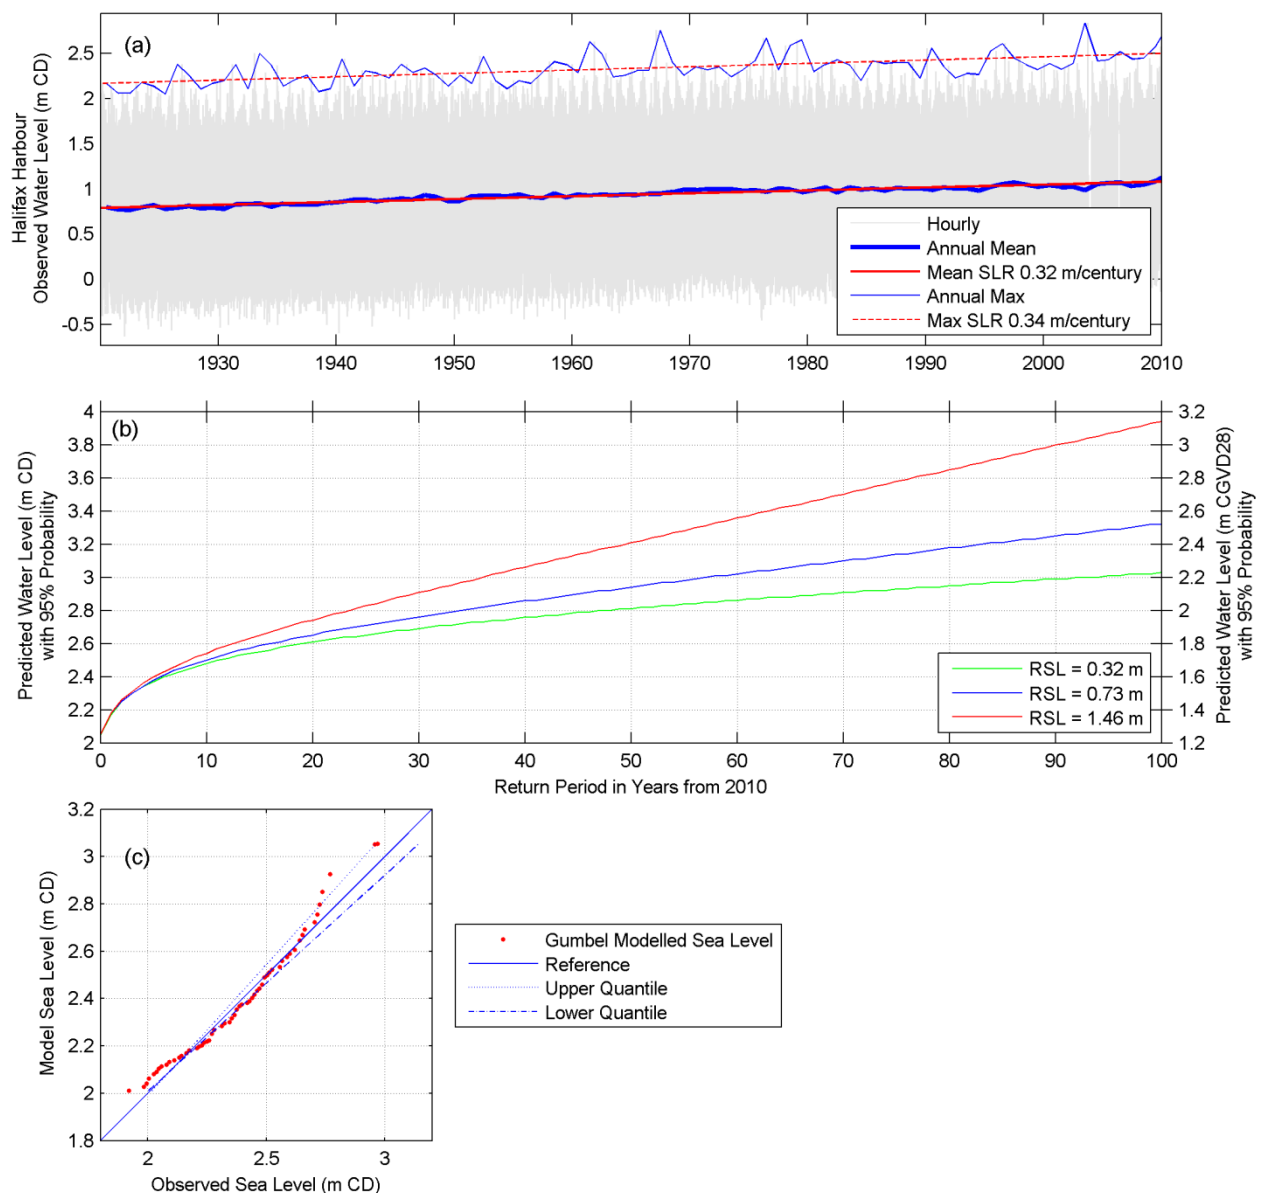 (a)
Halifax Harbour
Observed Water Level (m CD)
2.5
2
1.5
1
0.5
0
-0.5
Hourly
Annual Mean
Mean SLR 0.32 m/century
Annual Max
Max SLR 0.34 m/century
1930 1940 1950 1960 1970 1980 1990 2000 2010
(b)
Predicted Water Level (m CD)
with 95% Probability
4
3.8
3.6
3.4
3.2
3
2.8
2.6
2.4
2.2
2
3.2
3
2.8
2.6
2.4
2.2
2
1.8
1.6
1.4
1.2
Predicted Water Level (m CGVD28)
with 95% Probability
RSL = 0.32 m
RSL = 0.73 m
RSL = 1.46 m
0 10 20 30 40 50 60 70 80 90 100
Return Period in Years from 2010
(c)
Model Sea Level (m CD)
3.2
3
2.8
2.6
2.4
2.2
2
1.8
2 2.5 3
Observed Sea Level (m CD)
Gumbel Modelled Sea Level
Reference
Upper Quantile
Lower Quantile